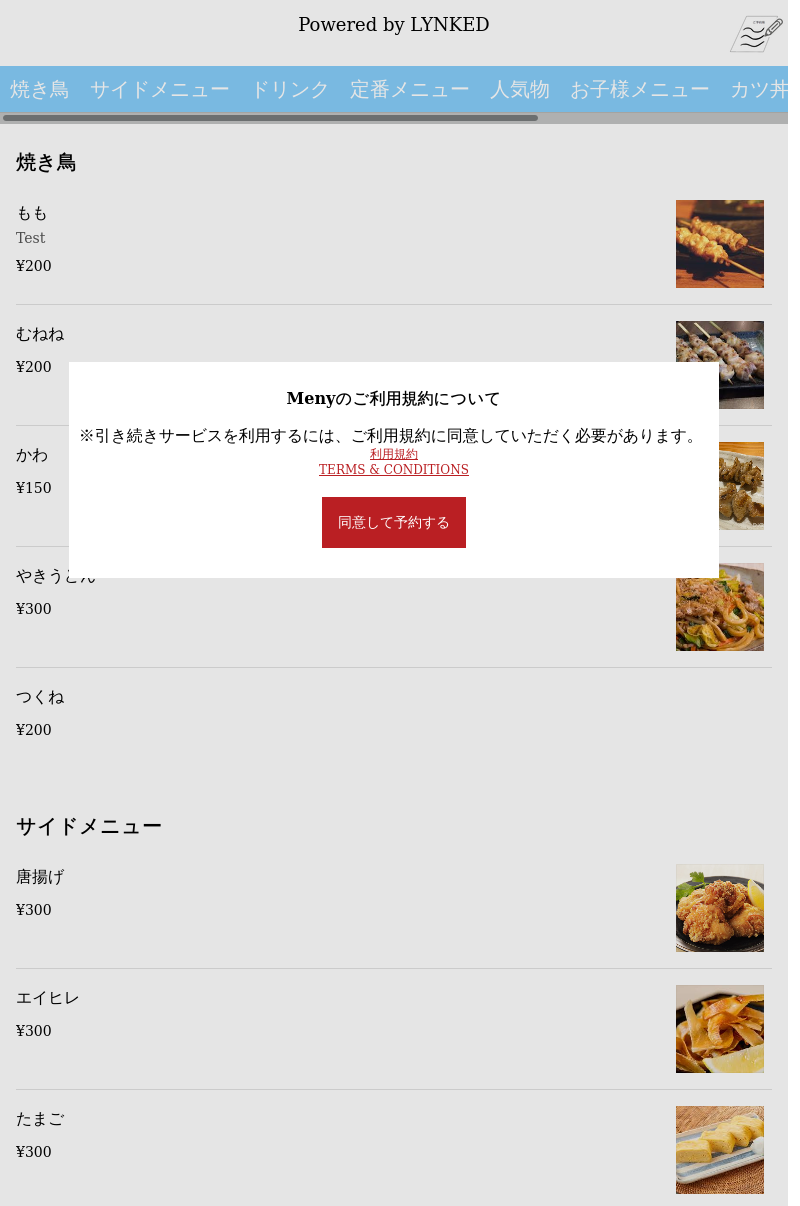 Powered by LYNKED
焼き鳥 サイドメニュー ドリンク 定番メニュー 人気物 お子様メニュー カツ丼
焼き鳥
もも
Test
¥200
むねね
¥200
Menyのご利用規約について
※引き続きサービスを利用するには、ご利用規約に同意していただく必要があります。
利用規約
TERMS & CONDITIONS
同意して予約する
かわ
¥150
やきうどん
¥300
つくね
¥200
サイドメニュー
唐揚げ
¥300
エイヒレ
¥300
たまご
¥300